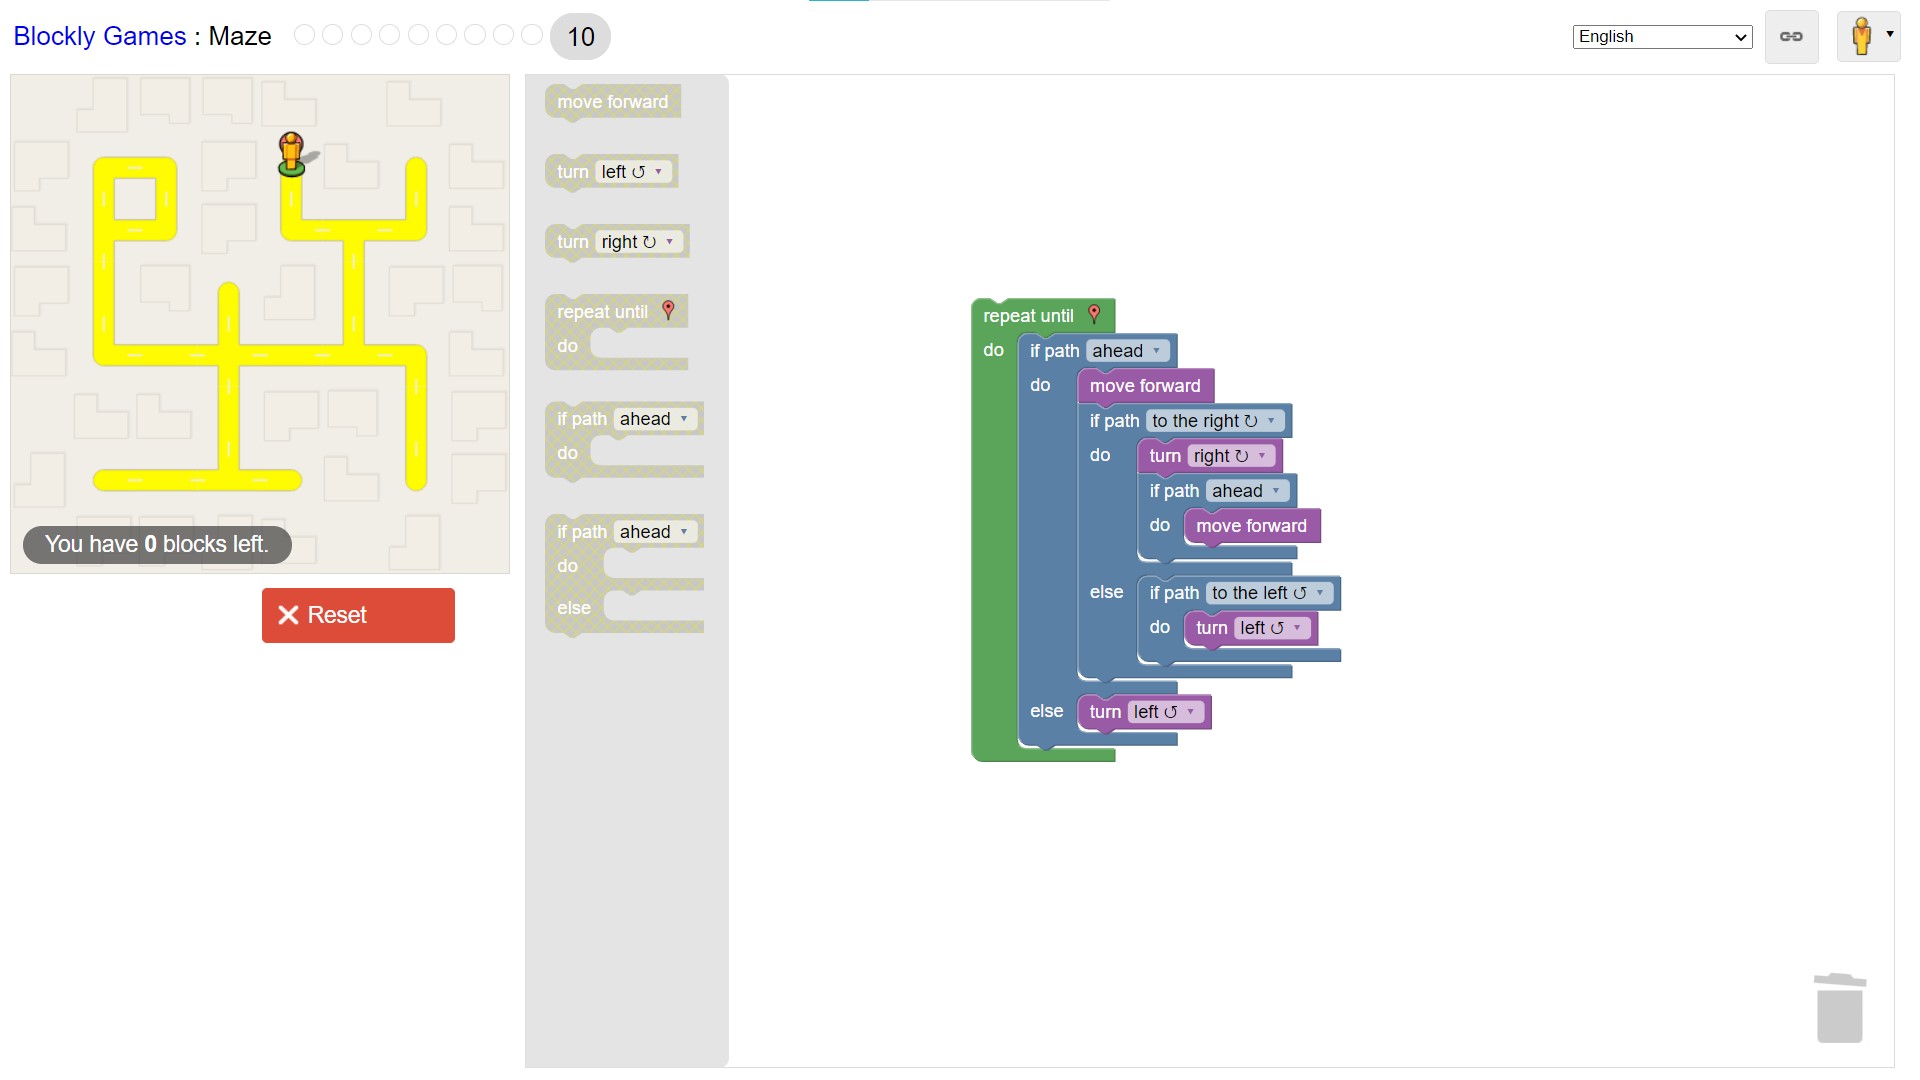 Blockly Games : Maze 10
English
move forward
turn left ↺ ▾
turn right ↻ ▾
repeat until
do
if path ahead ▾
do
if path ahead ▾
do
else
You have 0 blocks left.
Reset
repeat until
do if path ahead ▾
do move forward
if path to the right ↻ ▾
do turn right ↻ ▾
if path ahead ▾
do move forward
else if path to the left ↺ ▾
do turn left ↺ ▾
else turn left ↺ ▾